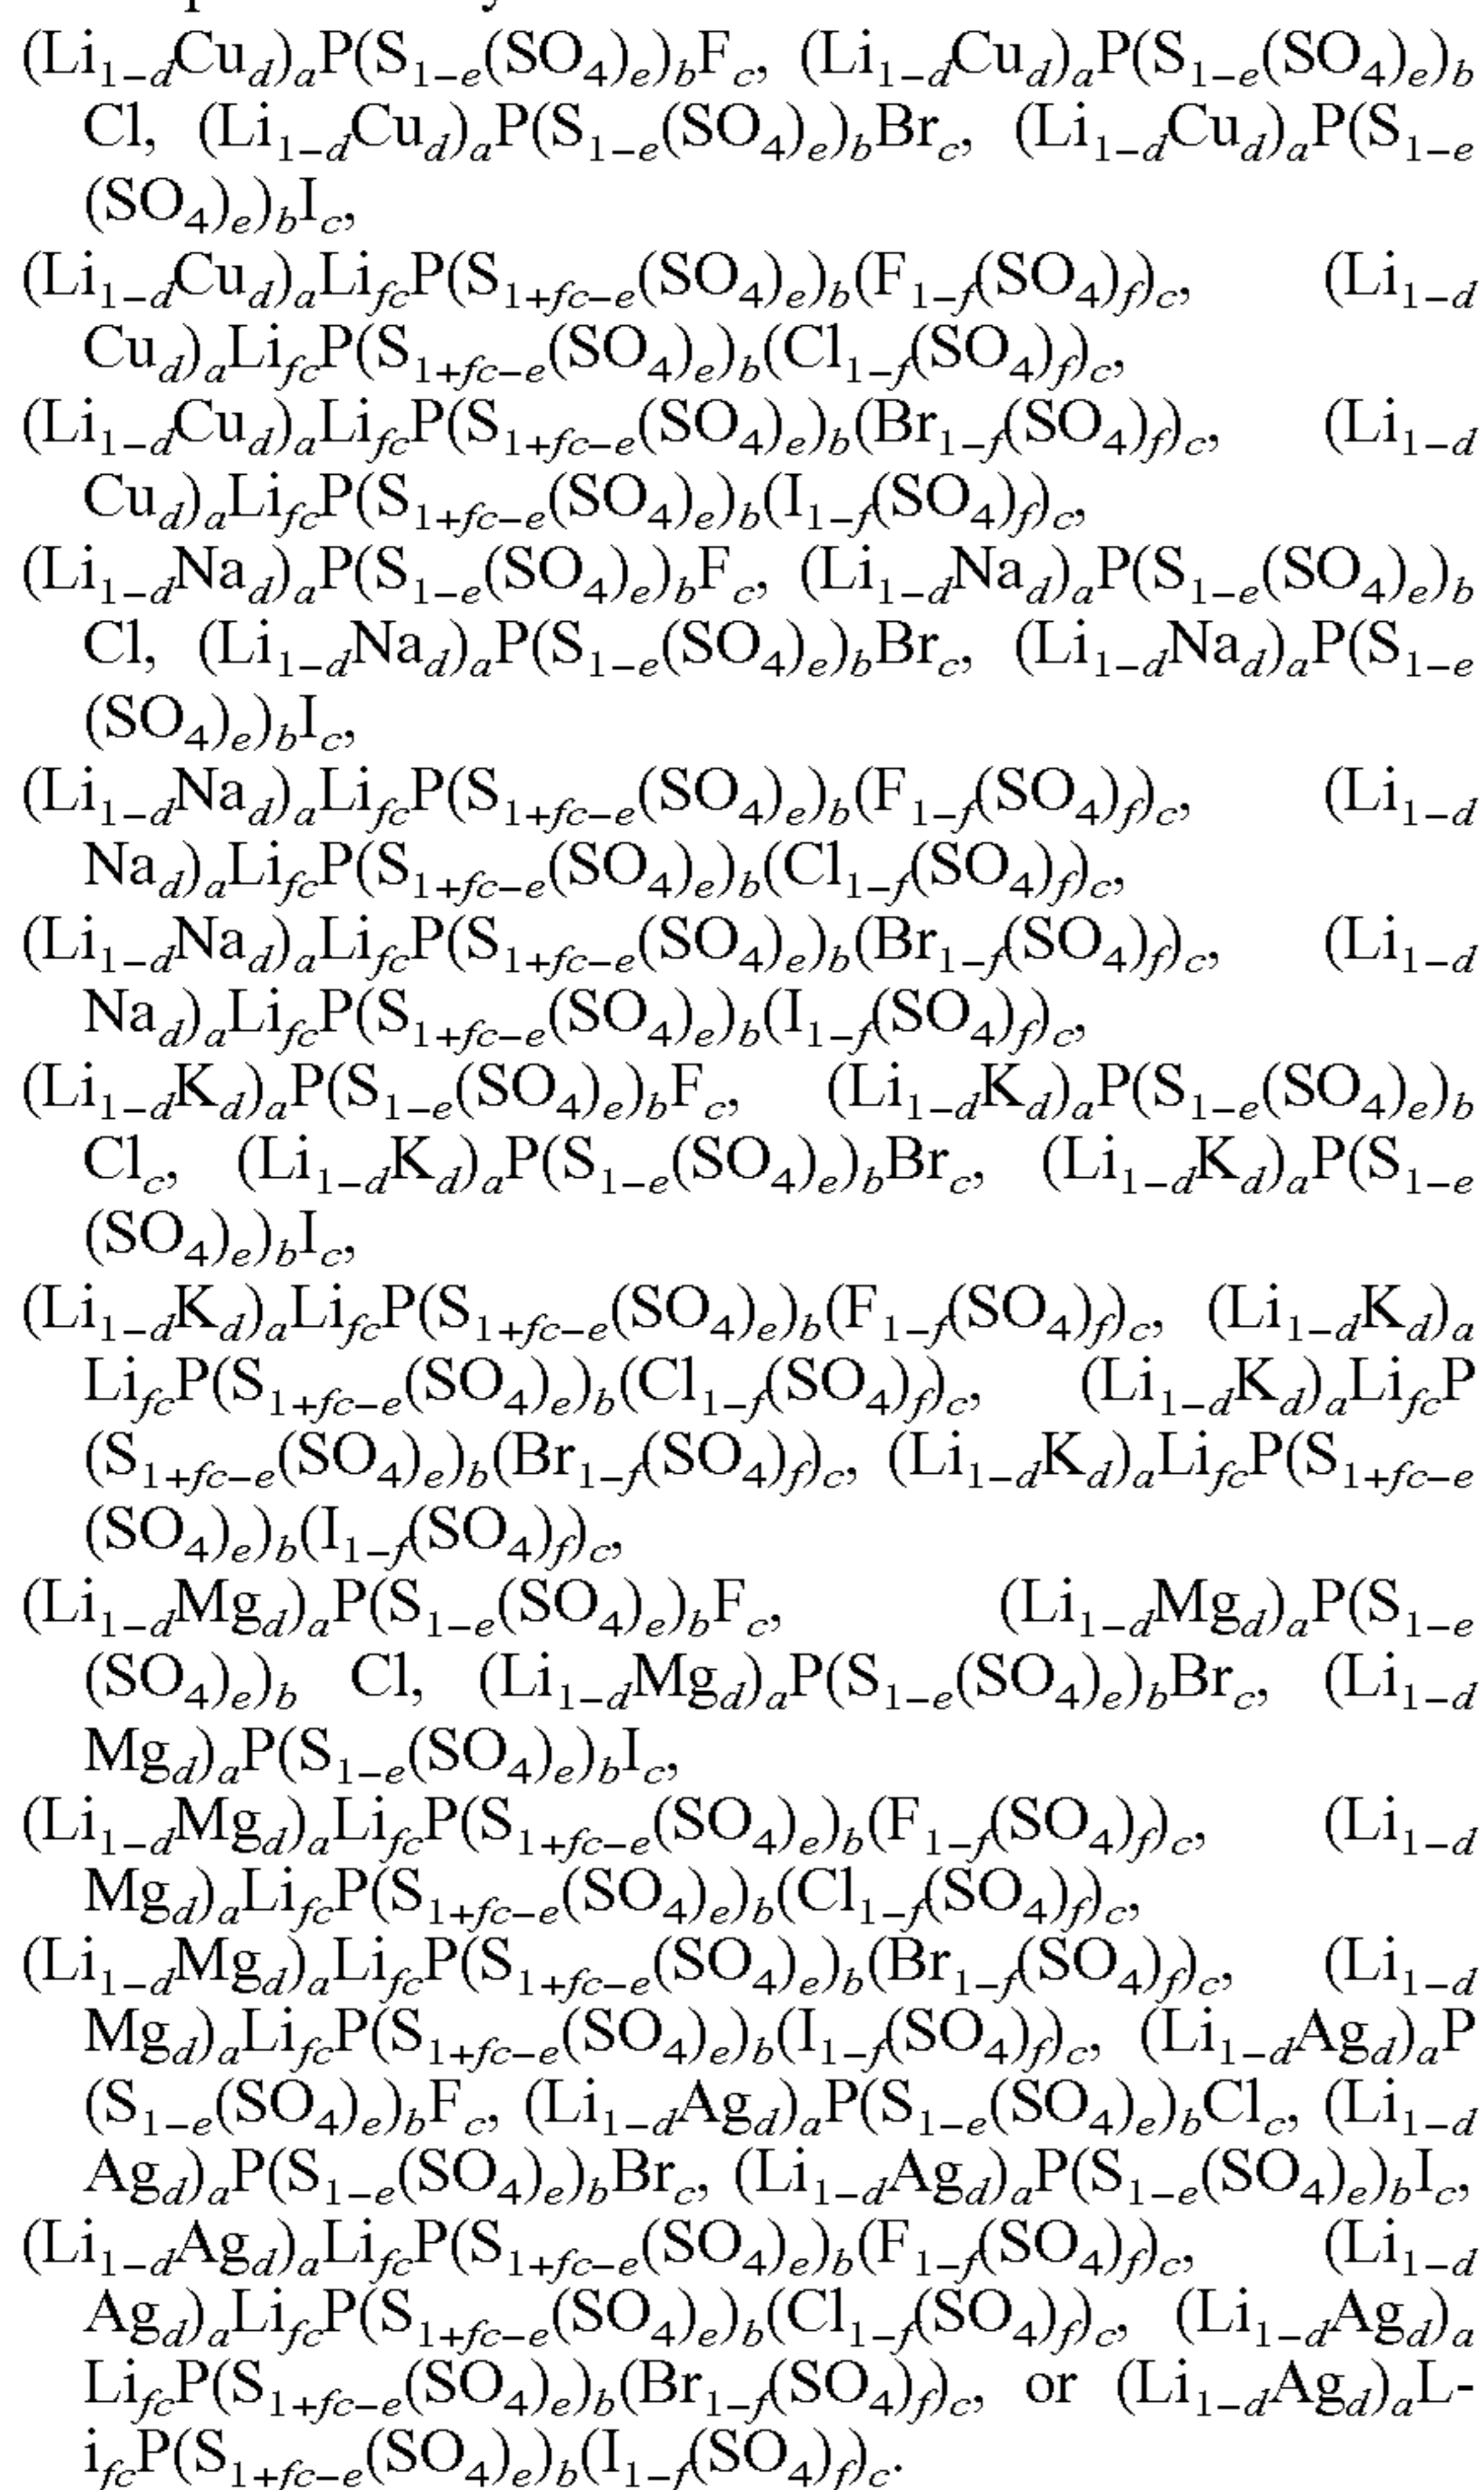 (Li₁₋dCud)aP(S₁₋e(SO₄)e)bFc, (Li₁₋dCud)aP(S₁₋e(SO₄)e)b
Cl, (Li₁₋dCud)aP(S₁₋e(SO₄)e)bBrc, (Li₁₋dCud)aP(S₁₋e
(SO₄)e)bIc,
(Li₁₋dCud)aLifcP(S₁₊fc₋e(SO₄)e)b(F₁₋f(SO₄)f)c, (Li₁₋d
Cud)aLifcP(S₁₊fc₋e(SO₄)e)b(Cl₁₋f(SO₄)f)c,
(Li₁₋dCud)aLifcP(S₁₊fc₋e(SO₄)e)b(Br₁₋f(SO₄)f)c, (Li₁₋d
Cud)aLifcP(S₁₊fc₋e(SO₄)e)b(I₁₋f(SO₄)f)c,
(Li₁₋dNad)aP(S₁₋e(SO₄)e)bFc, (Li₁₋dNad)aP(S₁₋e(SO₄)e)b
Cl, (Li₁₋dNad)aP(S₁₋e(SO₄)e)bBrc, (Li₁₋dNad)aP(S₁₋e
(SO₄)e)bIc,
(Li₁₋dNad)aLifcP(S₁₊fc₋e(SO₄)e)b(F₁₋f(SO₄)f)c, (Li₁₋d
Nad)aLifcP(S₁₊fc₋e(SO₄)e)b(Cl₁₋f(SO₄)f)c,
(Li₁₋dNad)aLifcP(S₁₊fc₋e(SO₄)e)b(Br₁₋f(SO₄)f)c, (Li₁₋d
Nad)aLifcP(S₁₊fc₋e(SO₄)e)b(I₁₋f(SO₄)f)c,
(Li₁₋dKd)aP(S₁₋e(SO₄)e)bFc, (Li₁₋dKd)aP(S₁₋e(SO₄)e)b
Clc, (Li₁₋dKd)aP(S₁₋e(SO₄)e)bBrc, (Li₁₋dKd)aP(S₁₋e
(SO₄)e)bIc,
(Li₁₋dKd)aLifcP(S₁₊fc₋e(SO₄)e)b(F₁₋f(SO₄)f)c, (Li₁₋dKd)a
LifcP(S₁₊fc₋e(SO₄)e)b(Cl₁₋f(SO₄)f)c, (Li₁₋dKd)aLifcP
(S₁₊fc₋e(SO₄)e)b(Br₁₋f(SO₄)f)c, (Li₁₋dKd)aLifcP(S₁₊fc₋e
(SO₄)e)b(I₁₋f(SO₄)f)c,
(Li₁₋dMgd)aP(S₁₋e(SO₄)e)bFc, (Li₁₋dMgd)aP(S₁₋e
(SO₄)e)b Cl, (Li₁₋dMgd)aP(S₁₋e(SO₄)e)bBrc, (Li₁₋d
Mgd)aP(S₁₋e(SO₄)e)bIc,
(Li₁₋dMgd)aLifcP(S₁₊fc₋e(SO₄)e)b(F₁₋f(SO₄)f)c, (Li₁₋d
Mgd)aLifcP(S₁₊fc₋e(SO₄)e)b(Cl₁₋f(SO₄)f)c,
(Li₁₋dMgd)aLifcP(S₁₊fc₋e(SO₄)e)b(Br₁₋f(SO₄)f)c, (Li₁₋d
Mgd)aLifcP(S₁₊fc₋e(SO₄)e)b(I₁₋f(SO₄)f)c, (Li₁₋dAgd)aP
(S₁₋e(SO₄)e)bFc, (Li₁₋dAgd)aP(S₁₋e(SO₄)e)bClc, (Li₁₋d
Agd)aP(S₁₋e(SO₄)e)bBrc, (Li₁₋dAgd)aP(S₁₋e(SO₄)e)bIc,
(Li₁₋dAgd)aLifcP(S₁₊fc₋e(SO₄)e)b(F₁₋f(SO₄)f)c, (Li₁₋d
Agd)aLifcP(S₁₊fc₋e(SO₄)e)b(Cl₁₋f(SO₄)f)c, (Li₁₋dAgd)a
LifcP(S₁₊fc₋e(SO₄)e)b(Br₁₋f(SO₄)f)c, or (Li₁₋dAgd)aL-
ifcP(S₁₊fc₋e(SO₄)e)b(I₁₋f(SO₄)f)c.